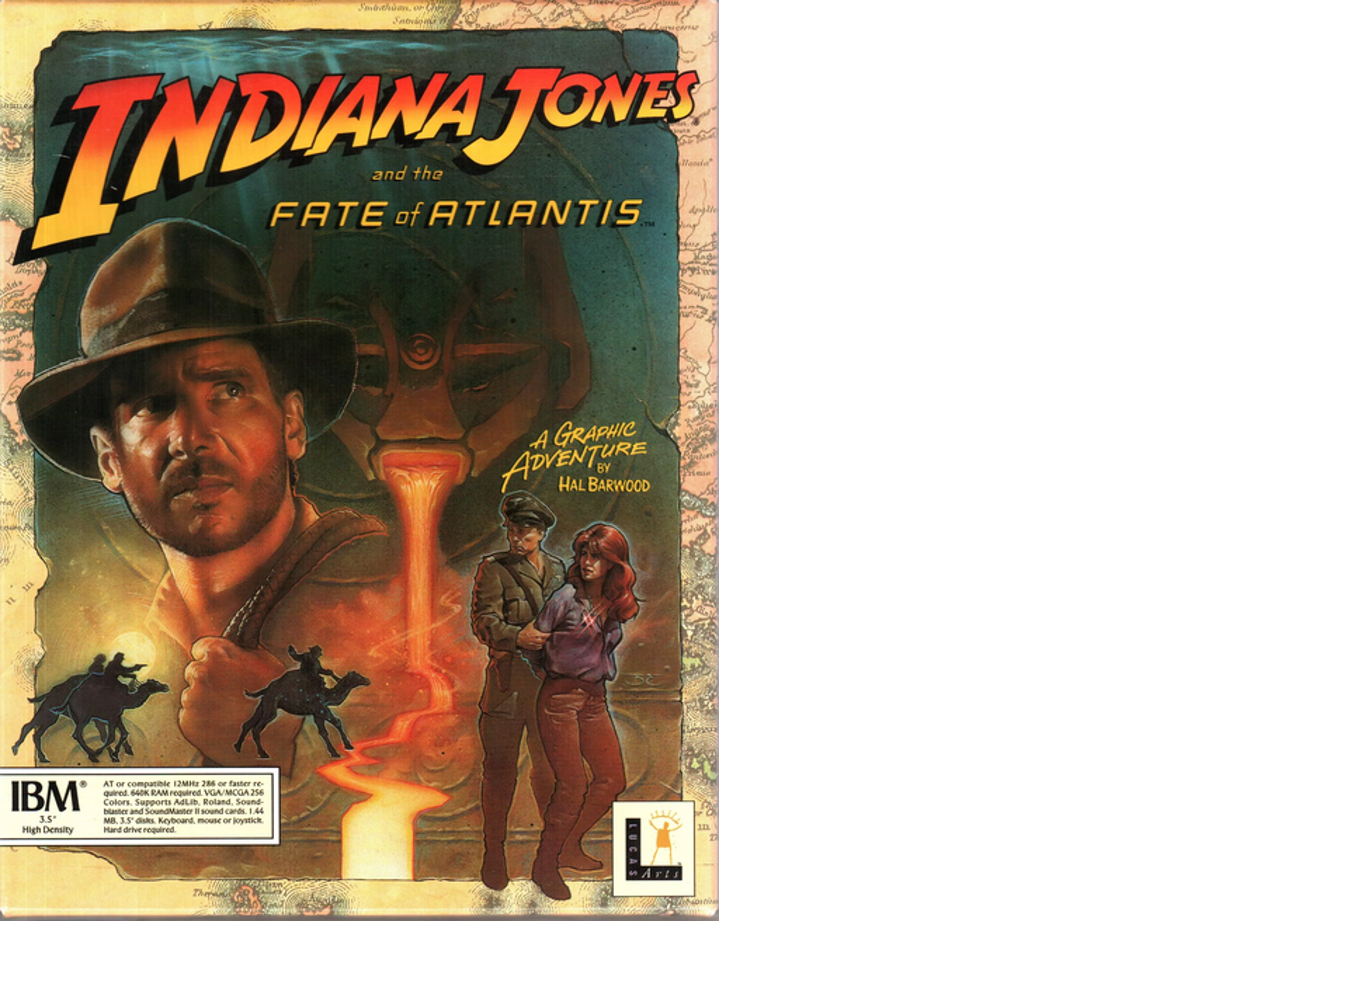 INDIANA JONES
and the
FATE of ATLANTIS™
A GRAPHIC
ADVENTURE
BY
HAL BARWOOD
IBM®
3.5"
High Density
AT or compatible 12MHz 286 or faster re-
quired. 640K RAM required. VGA/MCGA 256
Colors. Supports AdLib, Roland, Sound-
blaster and SoundMaster II sound cards. 1.44
MB, 3.5" disks. Keyboard, mouse or joystick.
Hard drive required.
LUCAS
Arts